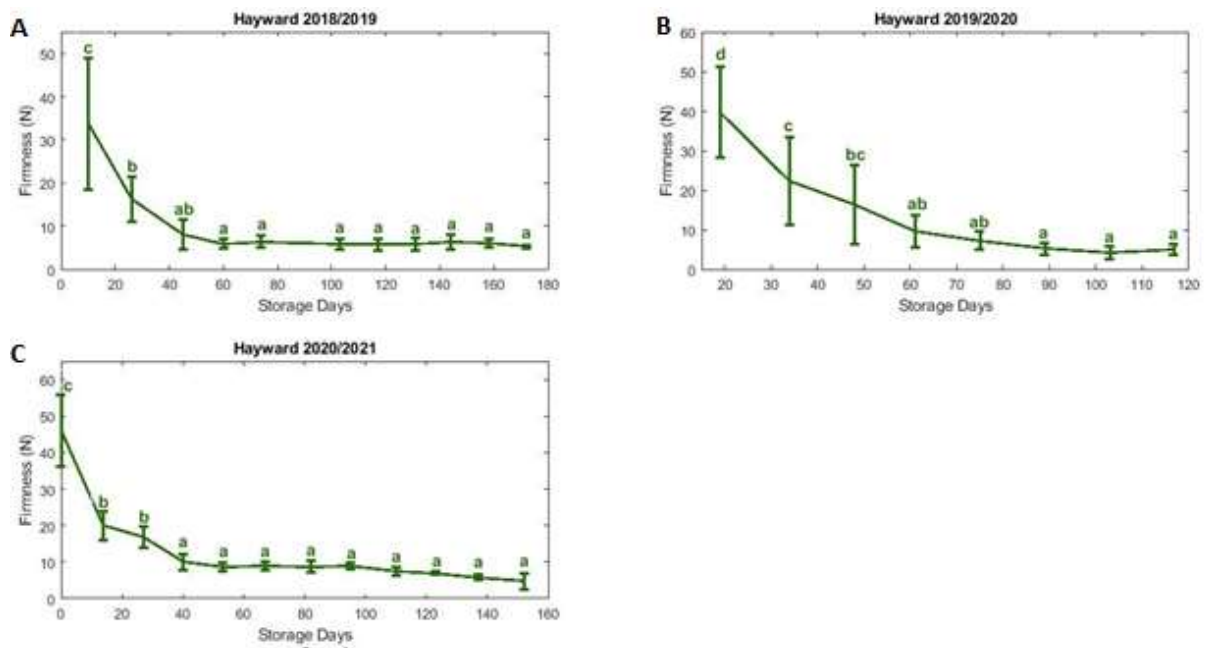 A
Hayward 2018/2019
Firmness (N)
50
40
30
20
10
0
c
b
ab
a
a
a
a
a
a
a
a
0 20 40 60 80 100 120 140 160 180
Storage Days
B
Hayward 2019/2020
Firmness (N)
60
50
40
30
20
10
0
d
c
bc
ab
ab
a
a
a
20 30 40 50 60 70 80 90 100 110 120
Storage Days
C
Hayward 2020/2021
Firmness (N)
60
50
40
30
20
10
0
c
b
b
a
a
a
a
a
a
a
a
a
0 20 40 60 80 100 120 140 160
Storage Days